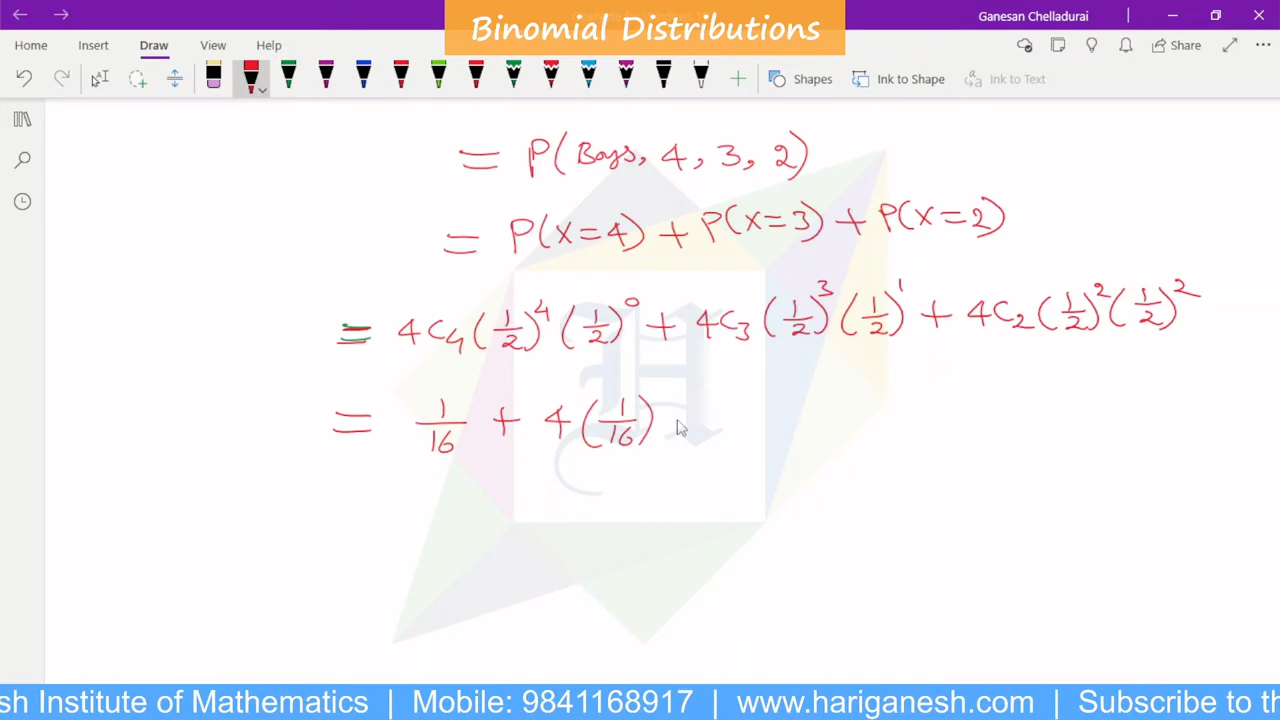 Binomial Distributions
Ganesan Chelladurai
Home Insert Draw View Help
Share
Shapes Ink to Shape Ink to Text
= P(Boys, 4, 3, 2)
= P(X=4) + P(X=3) + P(X=2)
= 4C₄(1/2)⁴(1/2)⁰ + 4C₃(1/2)³(1/2)¹ + 4C₂(1/2)²(1/2)²
= 1/16 + 4(1/16)
sh Institute of Mathematics | Mobile: 9841168917 | www.hariganesh.com | Subscribe to th